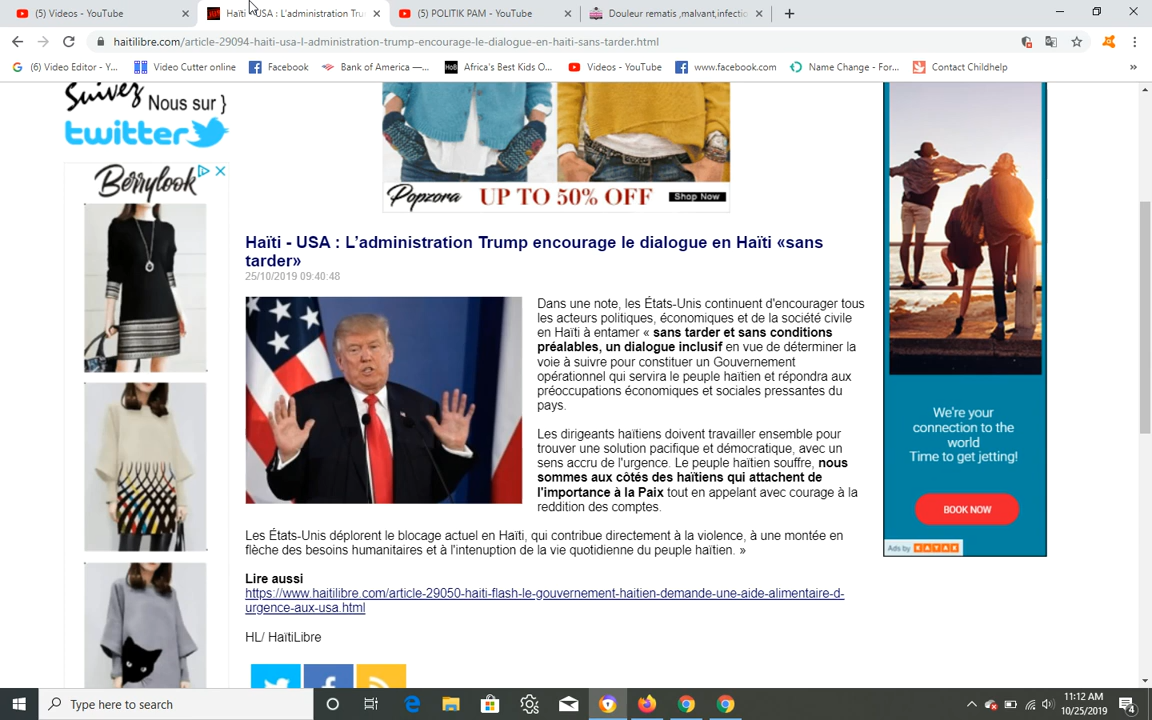 (5) Videos - YouTube
Haïti - USA : L'administration Tru
(5) POLITIK PAM - YouTube
Douleur rematis ,malvant,infectio
haitilibre.com/article-29094-haiti-usa-l-administration-trump-encourage-le-dialogue-en-haiti-sans-tarder.html
(6) Video Editor - Y...
Video Cutter online
Facebook
Bank of America —...
HoB
Africa's Best Kids O...
Videos - YouTube
www.facebook.com
Name Change - For...
Contact Childhelp
»
Suivez Nous sur }
twitter
Berrylook
Popzora UP TO 50% OFF Shop Now
Haïti - USA : L'administration Trump encourage le dialogue en Haïti «sans
tarder»
25/10/2019 09:40:48
Dans une note, les États-Unis continuent d'encourager tous
les acteurs politiques, économiques et de la société civile
en Haïti à entamer « sans tarder et sans conditions
préalables, un dialogue inclusif en vue de déterminer la
voie à suivre pour constituer un Gouvernement
opérationnel qui servira le peuple haïtien et répondra aux
préoccupations économiques et sociales pressantes du
pays.
Les dirigeants haïtiens doivent travailler ensemble pour
trouver une solution pacifique et démocratique, avec un
sens accru de l'urgence. Le peuple haïtien souffre, nous
sommes aux côtés des haïtiens qui attachent de
l'importance à la Paix tout en appelant avec courage à la
reddition des comptes.
Les États-Unis déplorent le blocage actuel en Haïti, qui contribue directement à la violence, à une montée en
flèche des besoins humanitaires et à l'intenuption de la vie quotidienne du peuple haïtien. »
Lire aussi
https://www.haitilibre.com/article-29050-haiti-flash-le-gouvernement-haitien-demande-une-aide-alimentaire-d-
urgence-aux-usa.html
HL/ HaïtiLibre
We're your
connection to the
world
Time to get jetting!
BOOK NOW
Ads by KAYAK
Type here to search
11:12 AM
10/25/2019
4